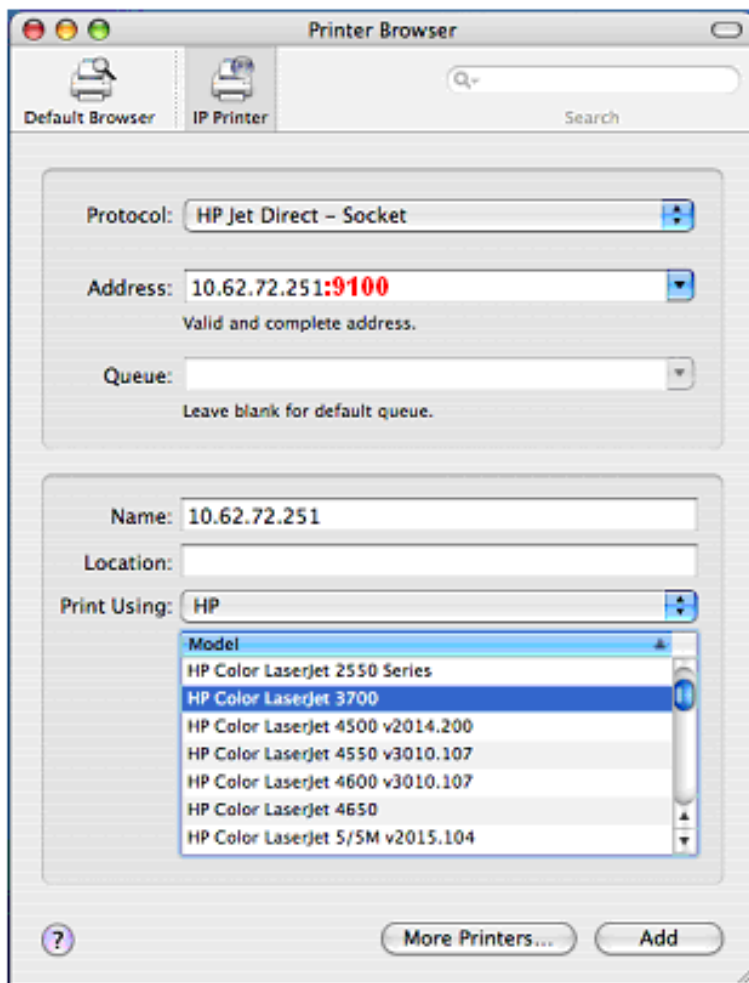 Printer Browser
Default Browser
IP Printer
Search
Protocol: HP Jet Direct – Socket
Address: 10.62.72.251:9100
Valid and complete address.
Queue:
Leave blank for default queue.
Name: 10.62.72.251
Location:
Print Using: HP
Model
HP Color LaserJet 2550 Series
HP Color LaserJet 3700
HP Color LaserJet 4500 v2014.200
HP Color LaserJet 4550 v3010.107
HP Color LaserJet 4600 v3010.107
HP Color LaserJet 4650
HP Color LaserJet 5/5M v2015.104
?
More Printers...
Add